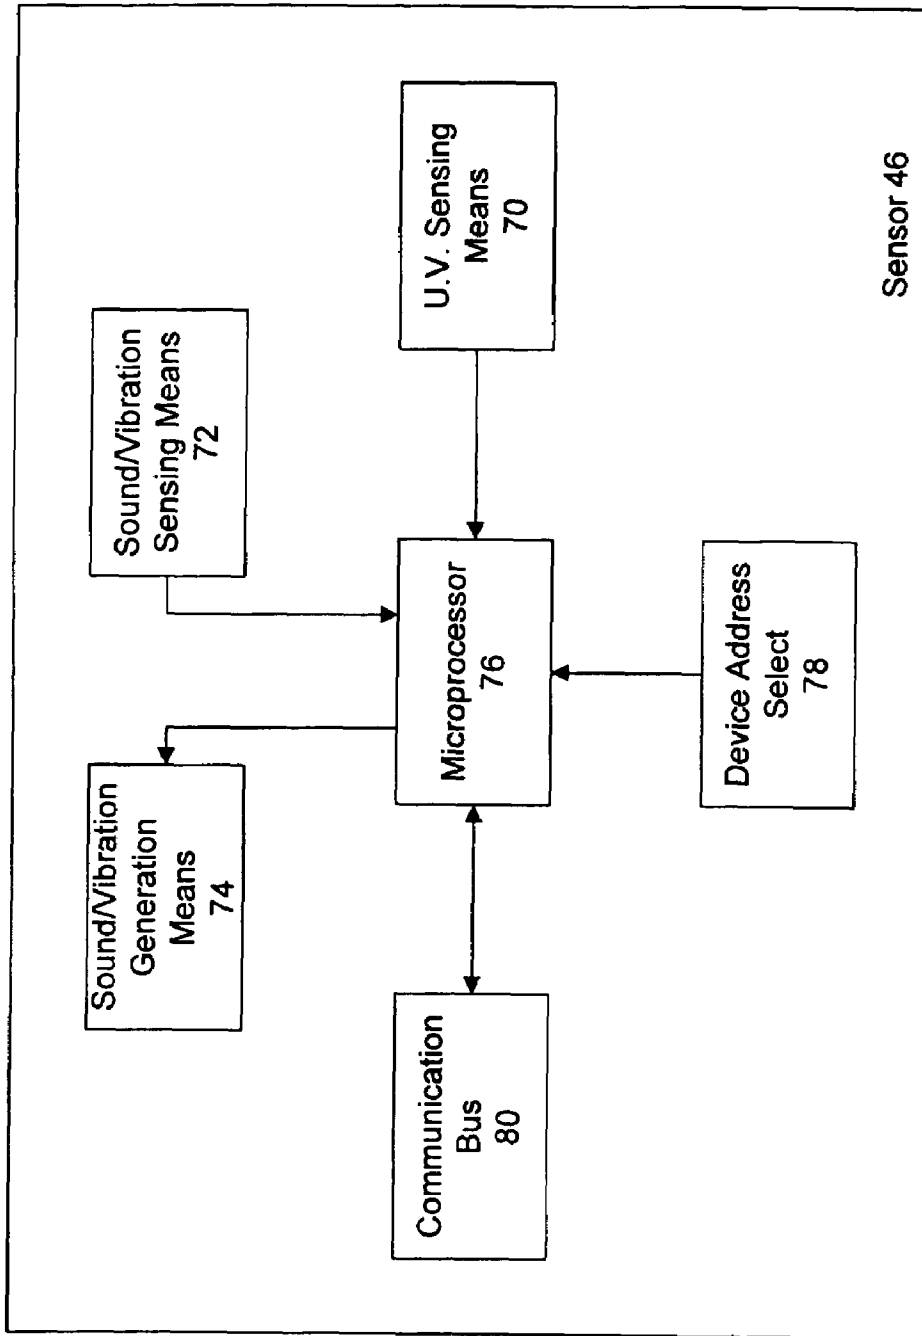 Sound/Vibration
Generation
Means
74
Sound/Vibration
Sensing Means
72
Communication
Bus
80
Microprocessor
76
U.V. Sensing
Means
70
Device Address
Select
78
Sensor 46